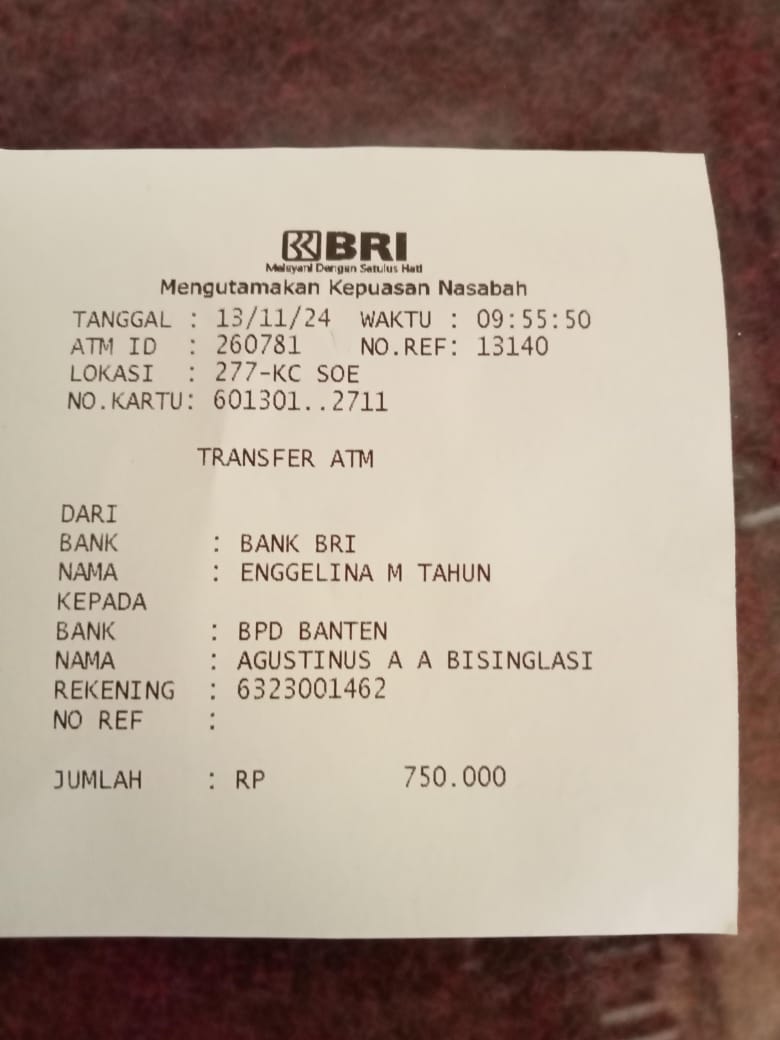 BRI
Melayani Dengan Setulus Hati
Mengutamakan Kepuasan Nasabah
TANGGAL : 13/11/24 WAKTU : 09:55:50
ATM ID : 260781 NO.REF: 13140
LOKASI : 277-KC SOE
NO.KARTU: 601301..2711
TRANSFER ATM
DARI
BANK : BANK BRI
NAMA : ENGGELINA M TAHUN
KEPADA
BANK : BPD BANTEN
NAMA : AGUSTINUS A A BISINGLASI
REKENING : 6323001462
NO REF :
JUMLAH : RP 750.000